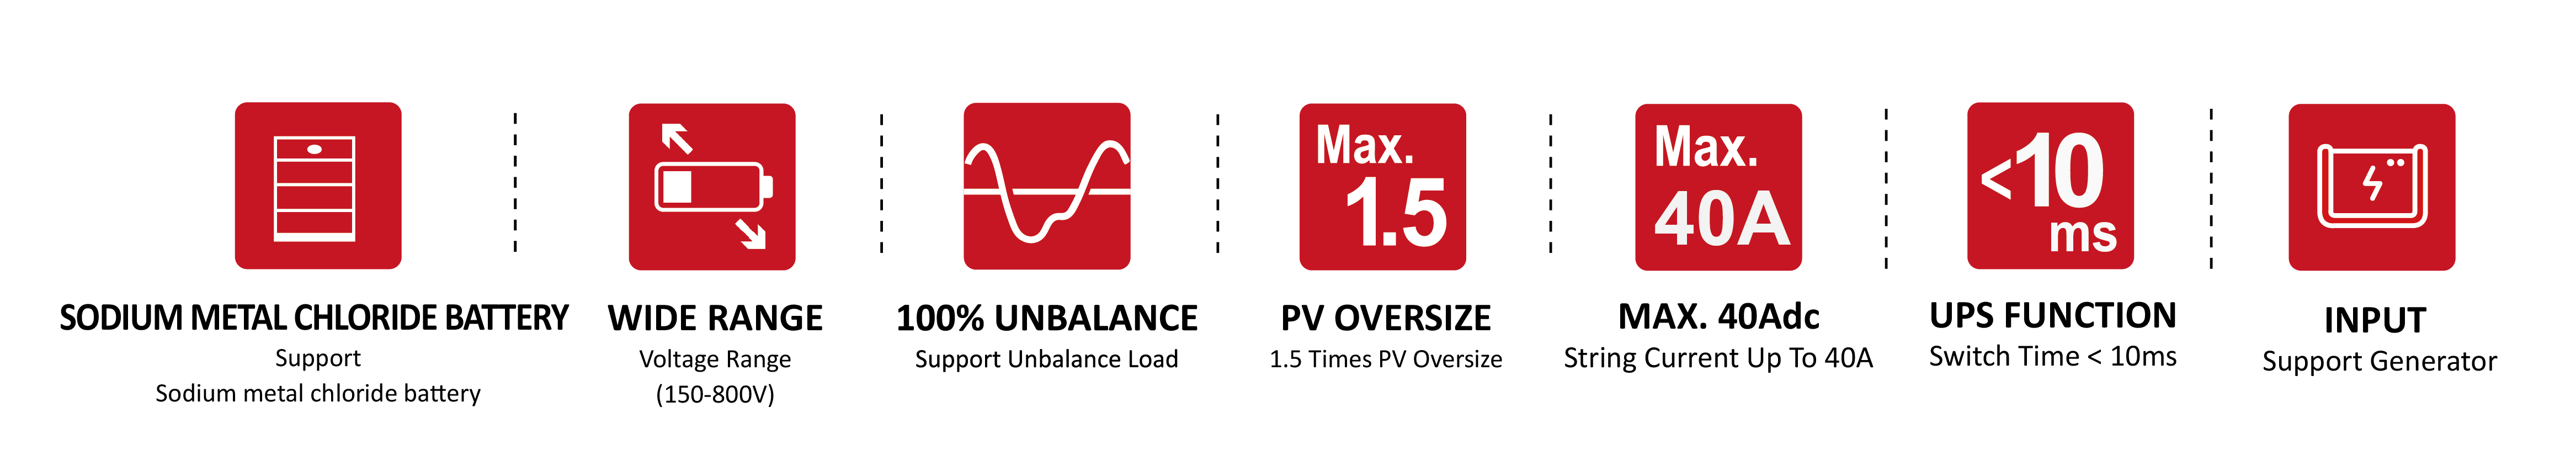 SODIUM METAL CHLORIDE BATTERY
Support
Sodium metal chloride battery
WIDE RANGE
Voltage Range
(150-800V)
100% UNBALANCE
Support Unbalance Load
Max.
1.5
PV OVERSIZE
1.5 Times PV Oversize
Max.
40A
MAX. 40Adc
String Current Up To 40A
<10
ms
UPS FUNCTION
Switch Time < 10ms
INPUT
Support Generator